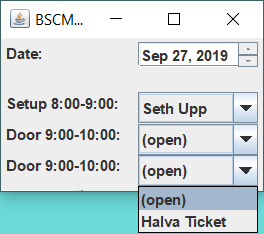 BSCM...
Date: Sep 27, 2019
Setup 8:00-9:00: Seth Upp
Door 9:00-10:00: (open)
Door 9:00-10:00: (open)
(open)
Halva Ticket